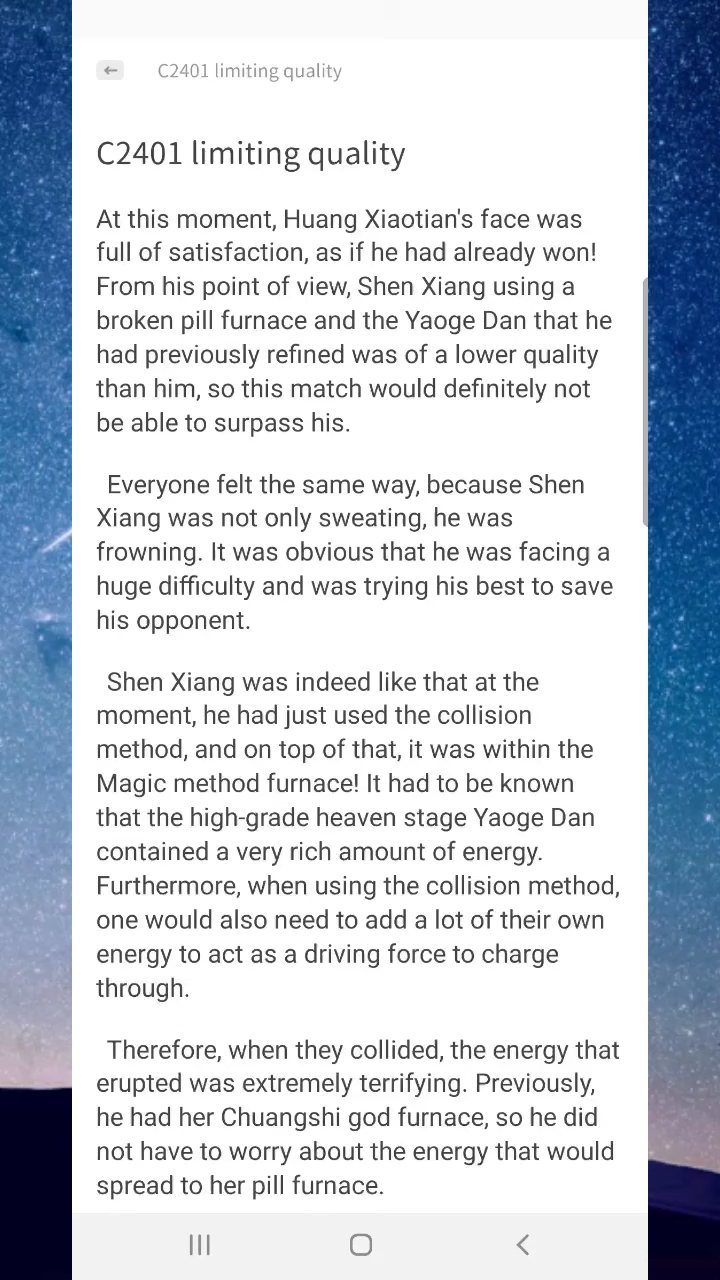 C2401 limiting quality
C2401 limiting quality
At this moment, Huang Xiaotian's face was
full of satisfaction, as if he had already won!
From his point of view, Shen Xiang using a
broken pill furnace and the Yaoge Dan that he
had previously refined was of a lower quality
than him, so this match would definitely not
be able to surpass his.
Everyone felt the same way, because Shen
Xiang was not only sweating, he was
frowning. It was obvious that he was facing a
huge difficulty and was trying his best to save
his opponent.
Shen Xiang was indeed like that at the
moment, he had just used the collision
method, and on top of that, it was within the
Magic method furnace! It had to be known
that the high-grade heaven stage Yaoge Dan
contained a very rich amount of energy.
Furthermore, when using the collision method,
one would also need to add a lot of their own
energy to act as a driving force to charge
through.
Therefore, when they collided, the energy that
erupted was extremely terrifying. Previously,
he had her Chuangshi god furnace, so he did
not have to worry about the energy that would
spread to her pill furnace.